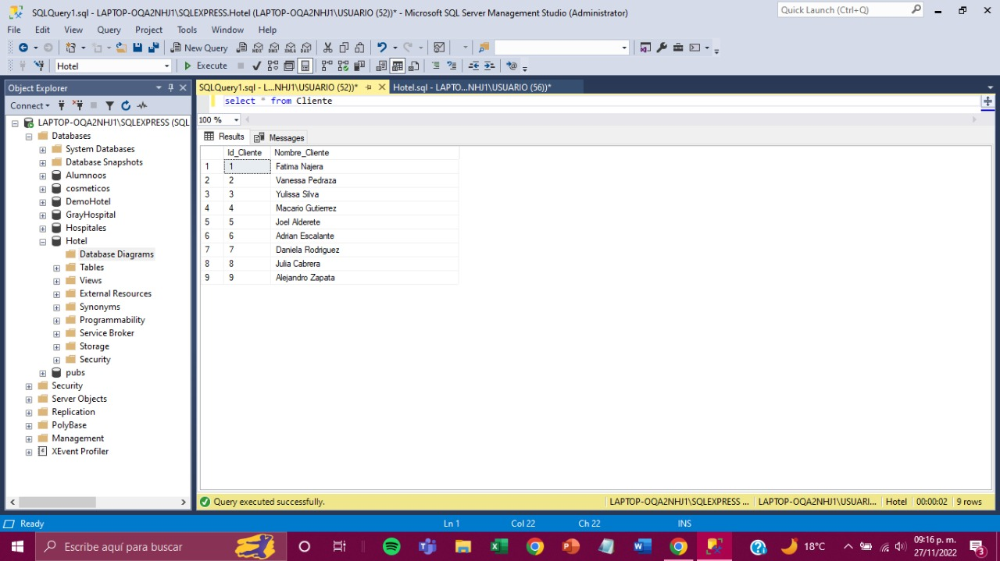 SQLQuery1.sql - LAPTOP-OQA2NHJ1\SQLEXPRESS.Hotel (LAPTOP-OQA2NHJ1\USUARIO (52))* - Microsoft SQL Server Management Studio (Administrator)
Quick Launch (Ctrl+Q)
File Edit View Query Project Tools Window Help
New Query
Hotel
Execute
Object Explorer
SQLQuery1.sql - L...NHJ1\USUARIO (52))*
Hotel.sql - LAPTO...NHJ1\USUARIO (56))*
Connect
LAPTOP-OQA2NHJ1\SQLEXPRESS (SQL
Databases
System Databases
Database Snapshots
Alumnoos
cosmeticos
DemoHotel
GrayHospital
Hospitales
Hotel
Database Diagrams
Tables
Views
External Resources
Synonyms
Programmability
Service Broker
Storage
Security
pubs
Security
Server Objects
Replication
PolyBase
Management
XEvent Profiler
select * from Cliente
100 %
Results Messages
Id_Cliente Nombre_Cliente
1 1 Fatima Najera
2 2 Vanessa Pedraza
3 3 Yulissa Silva
4 4 Macario Gutierrez
5 5 Joel Alderete
6 6 Adrian Escalante
7 7 Daniela Rodriguez
8 8 Julia Cabrera
9 9 Alejandro Zapata
Query executed successfully.
LAPTOP-OQA2NHJ1\SQLEXPRESS ... LAPTOP-OQA2NHJ1\USUARI... Hotel 00:00:02 9 rows
Ready Ln 1 Col 22 Ch 22 INS
Escribe aquí para buscar
18°C
09:16 p. m.
27/11/2022
3